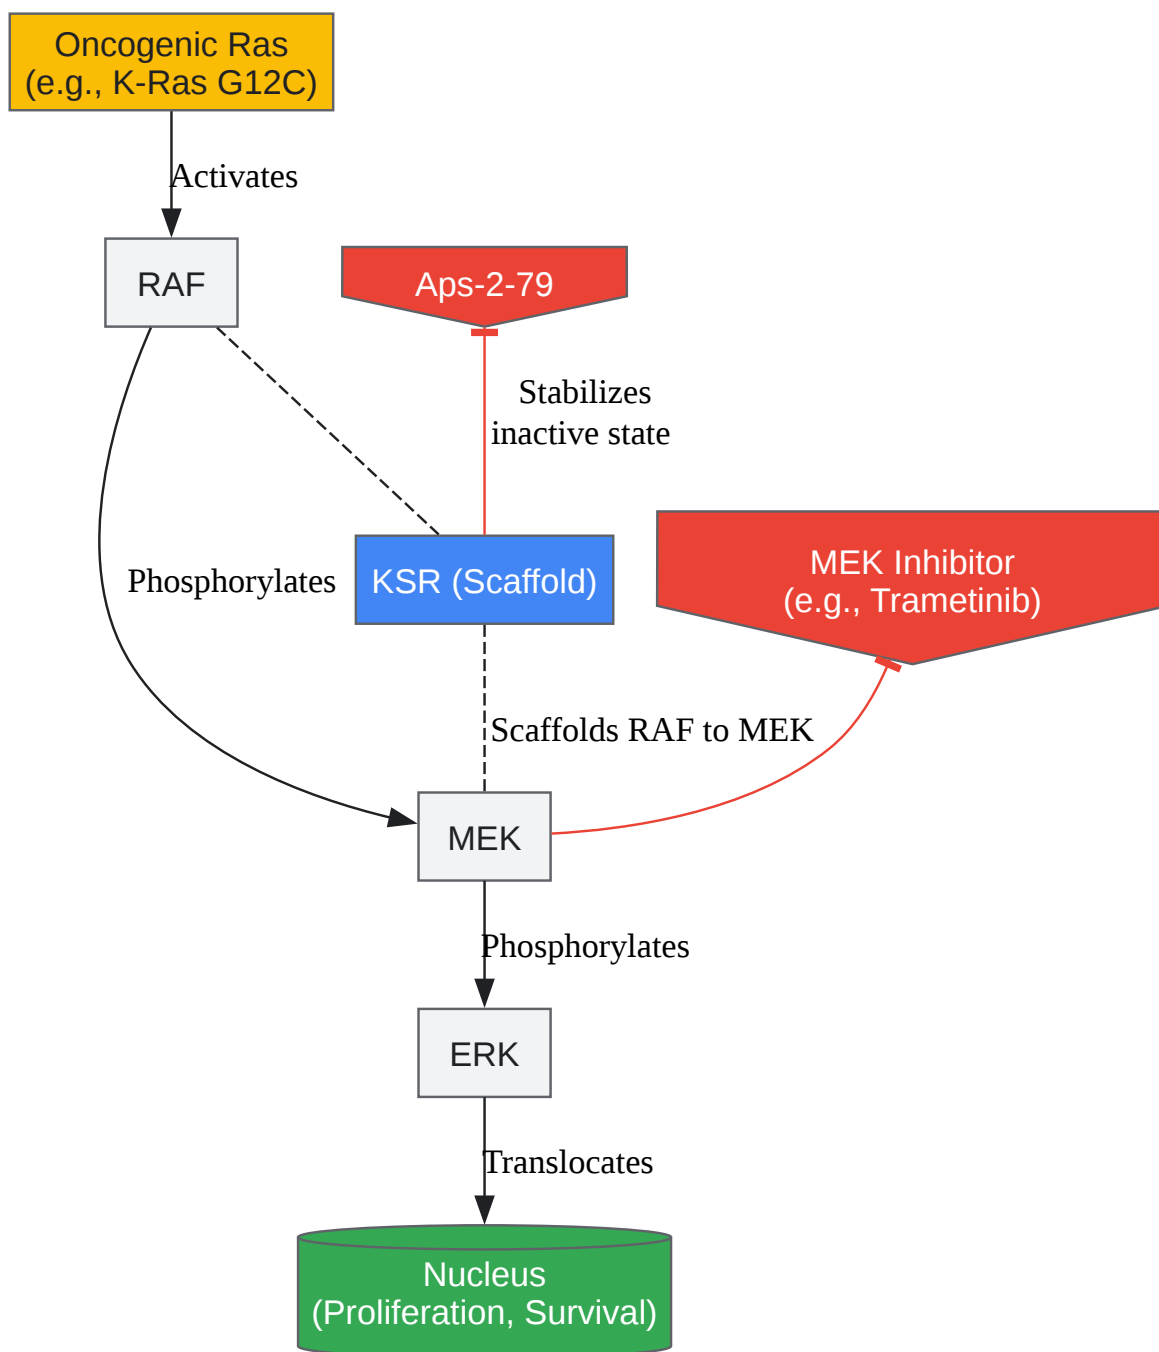 Oncogenic Ras
(e.g., K-Ras G12C)
Activates
RAF
Aps-2-79
Stabilizes
inactive state
MEK Inhibitor
(e.g., Trametinib)
Phosphorylates
KSR (Scaffold)
Scaffolds RAF to MEK
MEK
Phosphorylates
ERK
Translocates
Nucleus
(Proliferation, Survival)